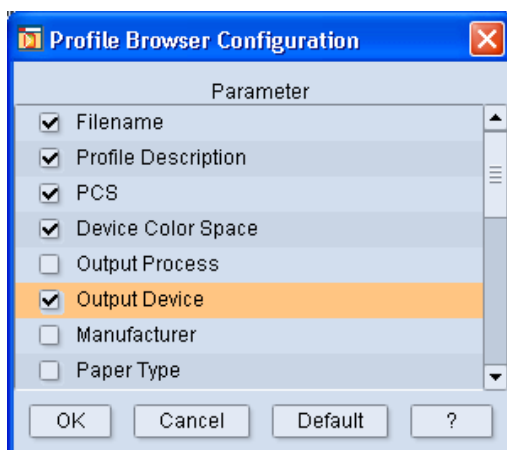 Profile Browser Configuration
Parameter
Filename
Profile Description
PCS
Device Color Space
Output Process
Output Device
Manufacturer
Paper Type
OK Cancel Default ?